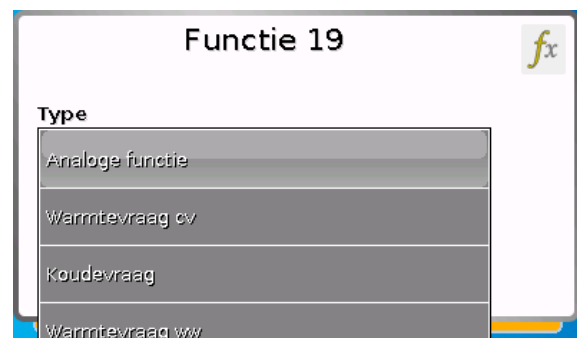 Functie 19
fx
Type
Analoge functie
Warmtevraag cv
Koudevraag
Warmtevraag ww